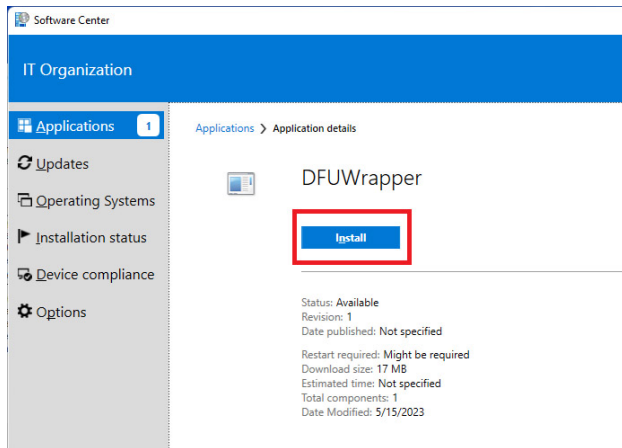 Software Center
IT Organization
Applications 1
Updates
Operating Systems
Installation status
Device compliance
Options
Applications > Application details
DFUWrapper
Install
Status: Available
Revision: 1
Date published: Not specified
Restart required: Might be required
Download size: 17 MB
Estimated time: Not specified
Total components: 1
Date Modified: 5/15/2023